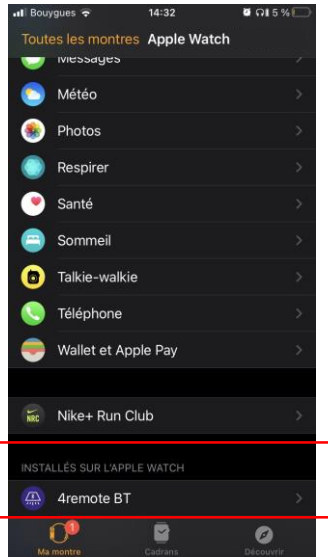 Bouygues 14:32 5 %
Toutes les montres Apple Watch
Messages
Météo
Photos
Respirer
Santé
Sommeil
Talkie-walkie
Téléphone
Wallet et Apple Pay
NRC Nike+ Run Club
INSTALLÉS SUR L'APPLE WATCH
4remote BT
1
Ma montre Cadrans Découvrir